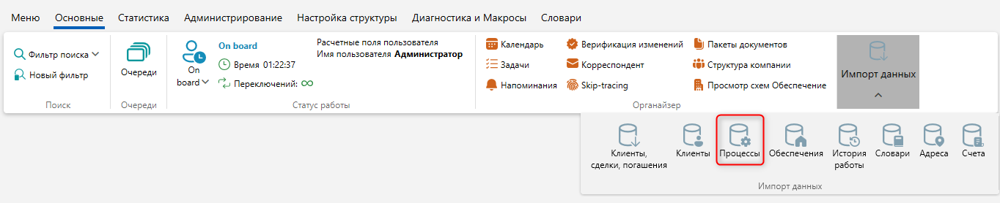 Меню Основные Статистика Администрирование Настройка структуры Диагностика и Макросы Словари
Фильтр поиска
Новый фильтр
Поиск
Очереди
Очереди
On
board
On board
Время 01:22:37
Переключений: ∞
Расчетные поля пользователя
Имя пользователя Администратор
Статус работы
Календарь
Задачи
Напоминания
Верификация изменений
Корреспондент
Skip-tracing
Пакеты документов
Структура компании
Просмотр схем Обеспечение
Органайзер
Импорт данных
Клиенты,
сделки, погашения
Клиенты
Процессы
Обеспечения
История
работы
Словари
Адреса
Счета
Импорт данных